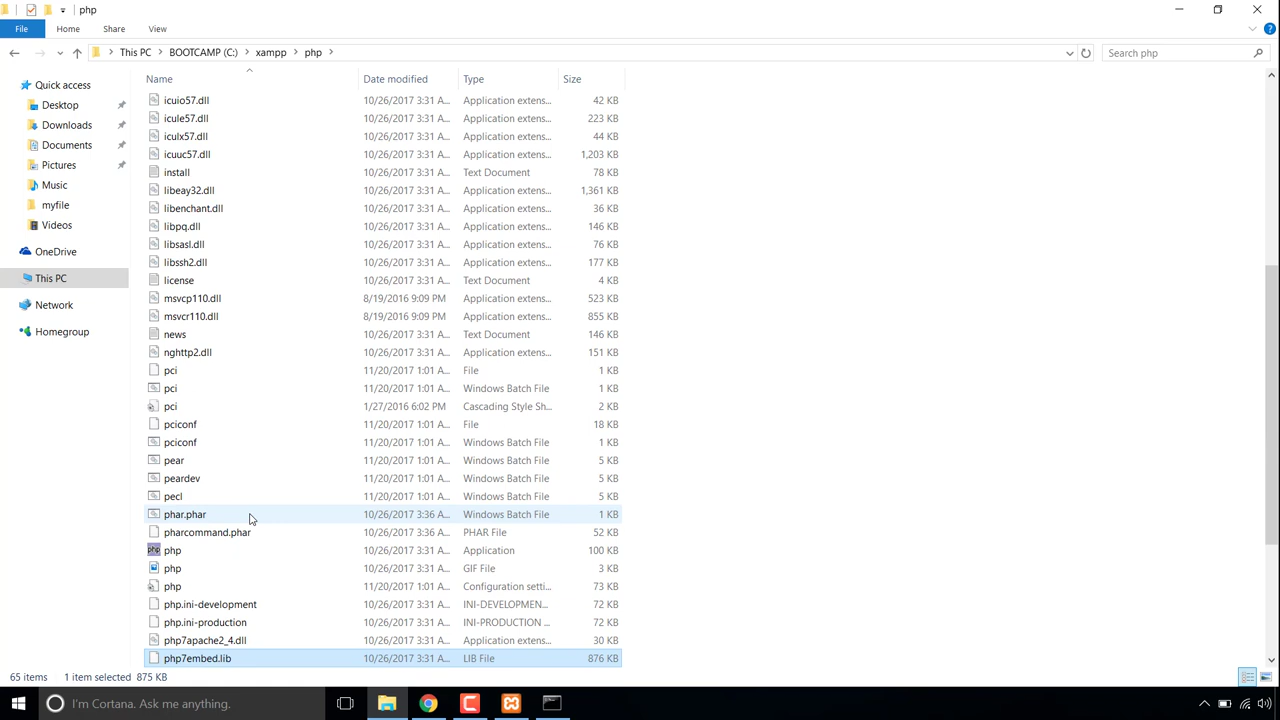 php
File Home Share View
This PC BOOTCAMP (C:) xampp php Search php
Name Date modified Type Size
Quick access
Desktop
Downloads
Documents
Pictures
Music
myfile
Videos
OneDrive
This PC
Network
Homegroup
icuio57.dll 10/26/2017 3:31 A... Application extens... 42 KB
icule57.dll 10/26/2017 3:31 A... Application extens... 223 KB
iculx57.dll 10/26/2017 3:31 A... Application extens... 44 KB
icuuc57.dll 10/26/2017 3:31 A... Application extens... 1,203 KB
install 10/26/2017 3:31 A... Text Document 78 KB
libeay32.dll 10/26/2017 3:31 A... Application extens... 1,361 KB
libenchant.dll 10/26/2017 3:31 A... Application extens... 36 KB
libpq.dll 10/26/2017 3:31 A... Application extens... 146 KB
libsasl.dll 10/26/2017 3:31 A... Application extens... 76 KB
libssh2.dll 10/26/2017 3:31 A... Application extens... 177 KB
license 10/26/2017 3:31 A... Text Document 4 KB
msvcp110.dll 8/19/2016 9:09 PM Application extens... 523 KB
msvcr110.dll 8/19/2016 9:09 PM Application extens... 855 KB
news 10/26/2017 3:31 A... Text Document 146 KB
nghttp2.dll 10/26/2017 3:31 A... Application extens... 151 KB
pci 11/20/2017 1:01 A... File 1 KB
pci 11/20/2017 1:01 A... Windows Batch File 1 KB
pci 1/27/2016 6:02 PM Cascading Style Sh... 2 KB
pciconf 11/20/2017 1:01 A... File 18 KB
pciconf 11/20/2017 1:01 A... Windows Batch File 1 KB
pear 11/20/2017 1:01 A... Windows Batch File 5 KB
peardev 11/20/2017 1:01 A... Windows Batch File 5 KB
pecl 11/20/2017 1:01 A... Windows Batch File 5 KB
phar.phar 10/26/2017 3:36 A... Windows Batch File 1 KB
pharcommand.phar 10/26/2017 3:36 A... PHAR File 52 KB
php 10/26/2017 3:31 A... Application 100 KB
php 10/26/2017 3:31 A... GIF File 3 KB
php 11/20/2017 1:01 A... Configuration setti... 73 KB
php.ini-development 10/26/2017 3:31 A... INI-DEVELOPMEN... 72 KB
php.ini-production 10/26/2017 3:31 A... INI-PRODUCTION ... 72 KB
php7apache2_4.dll 10/26/2017 3:31 A... Application extens... 30 KB
php7embed.lib 10/26/2017 3:31 A... LIB File 876 KB
65 items 1 item selected 875 KB
I'm Cortana. Ask me anything.